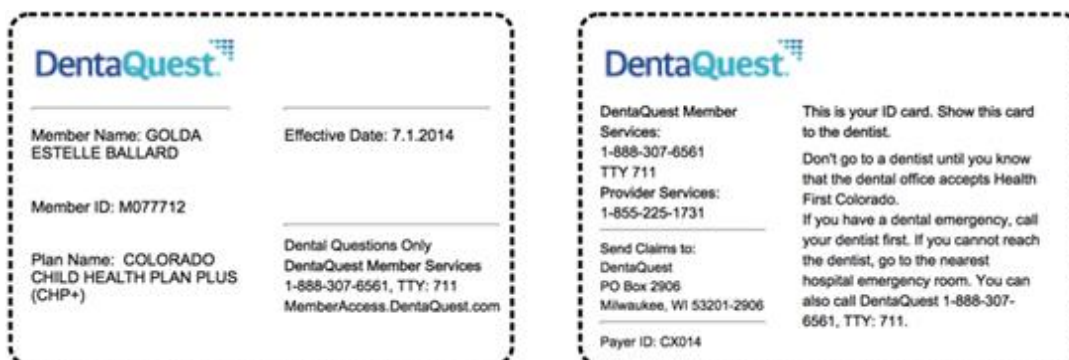 DentaQuest
Member Name: GOLDA
ESTELLE BALLARD
Member ID: M077712
Plan Name: COLORADO
CHILD HEALTH PLAN PLUS
(CHP+)
Effective Date: 7.1.2014
Dental Questions Only
DentaQuest Member Services
1-888-307-6561, TTY: 711
MemberAccess.DentaQuest.com
DentaQuest
DentaQuest Member
Services:
1-888-307-6561
TTY 711
Provider Services:
1-855-225-1731
Send Claims to:
DentaQuest
PO Box 2906
Milwaukee, WI 53201-2906
Payer ID: CX014
This is your ID card. Show this card
to the dentist.
Don't go to a dentist until you know
that the dental office accepts Health
First Colorado.
If you have a dental emergency, call
your dentist first. If you cannot reach
the dentist, go to the nearest
hospital emergency room. You can
also call DentaQuest 1-888-307-
6561, TTY: 711.